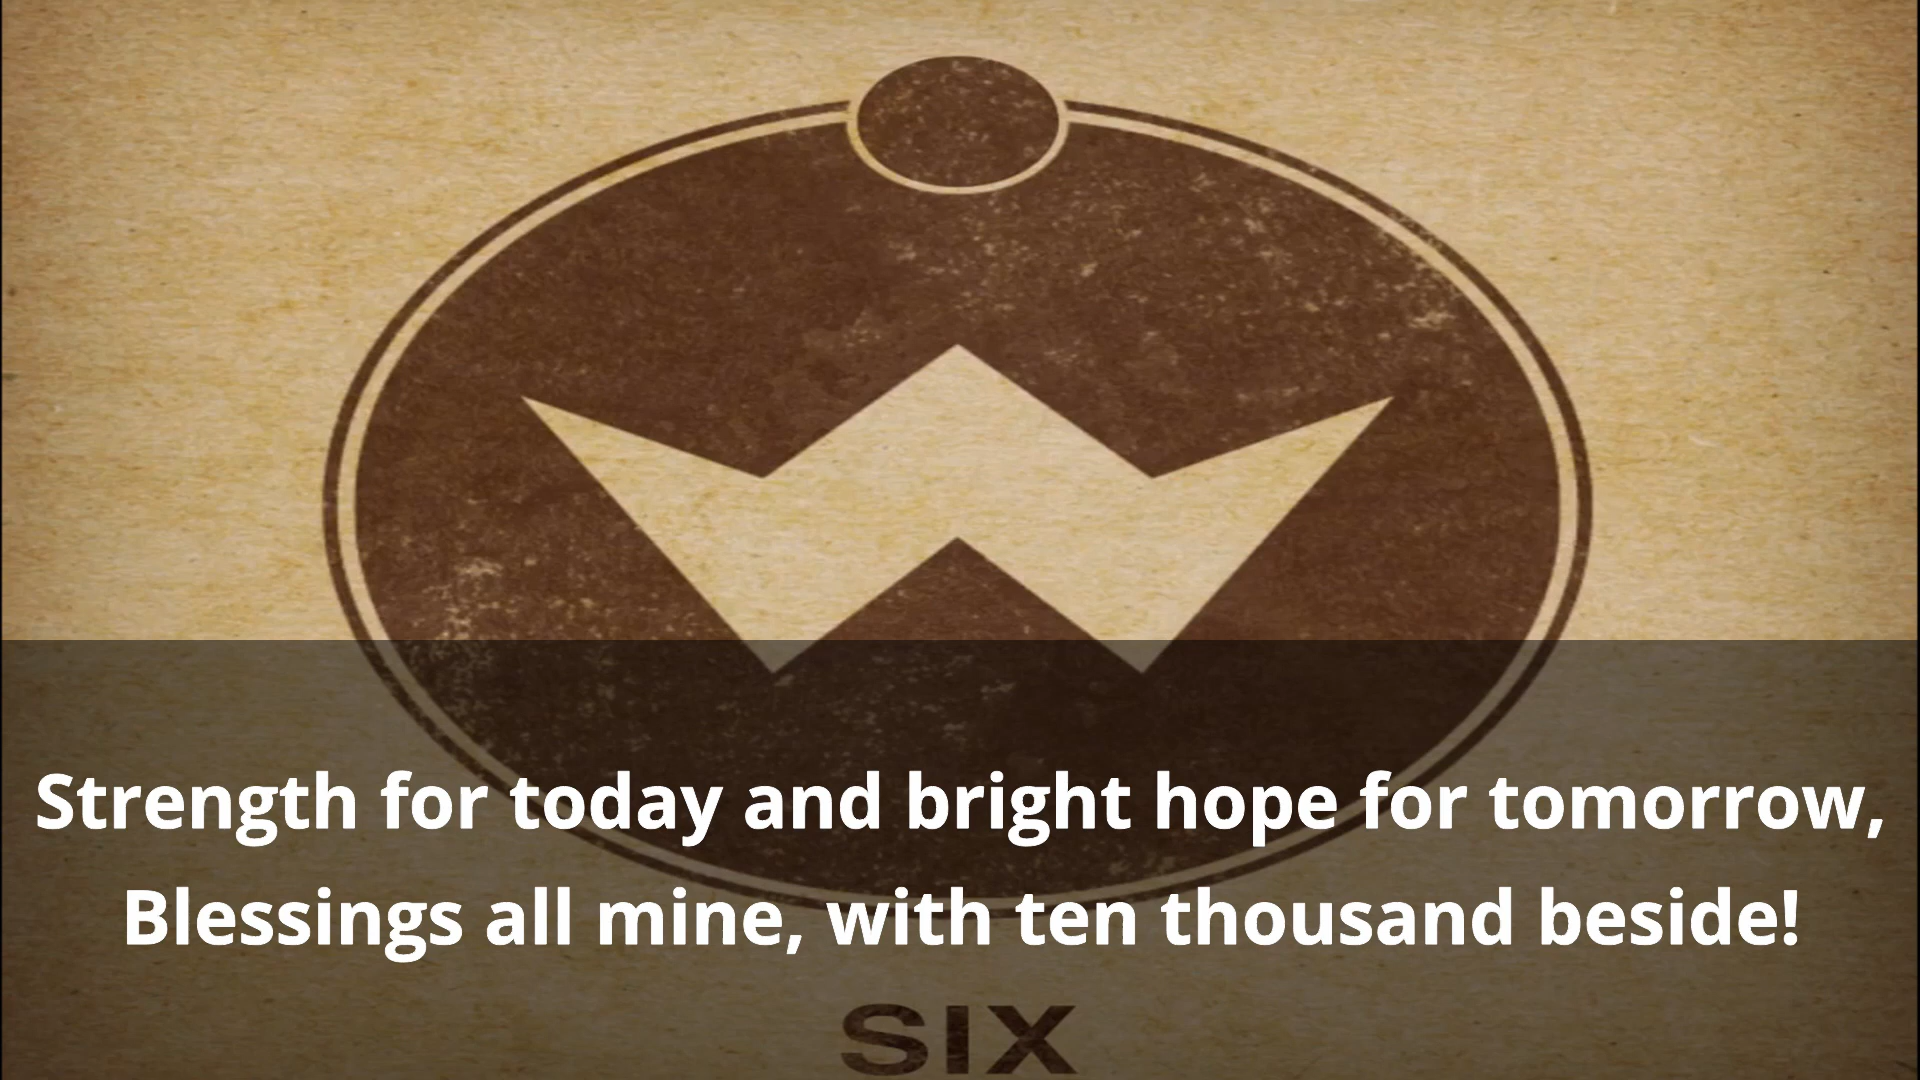 Strength for today and bright hope for tomorrow,
Blessings all mine, with ten thousand beside!
SIX